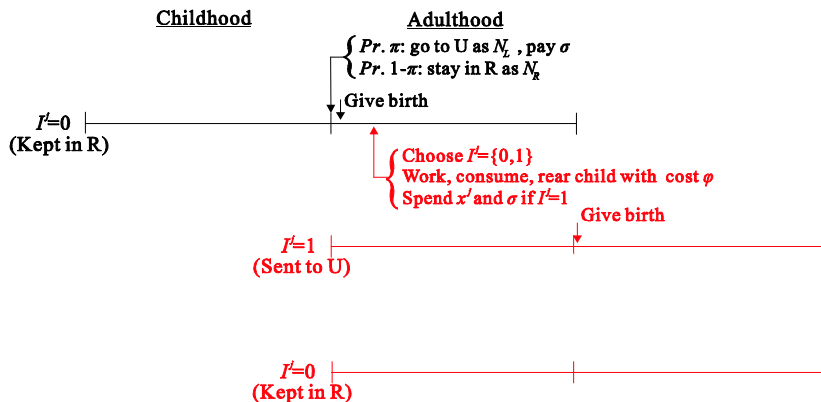 Childhood
Adulthood
Pr. π: go to U as N_L , pay σ
Pr. 1-π: stay in R as N_R
Give birth
I^j=0
(Kept in R)
Choose I^j={0,1}
Work, consume, rear child with cost φ
Spend x^j and σ if I^j=1
Give birth
I^j=1
(Sent to U)
I^j=0
(Kept in R)